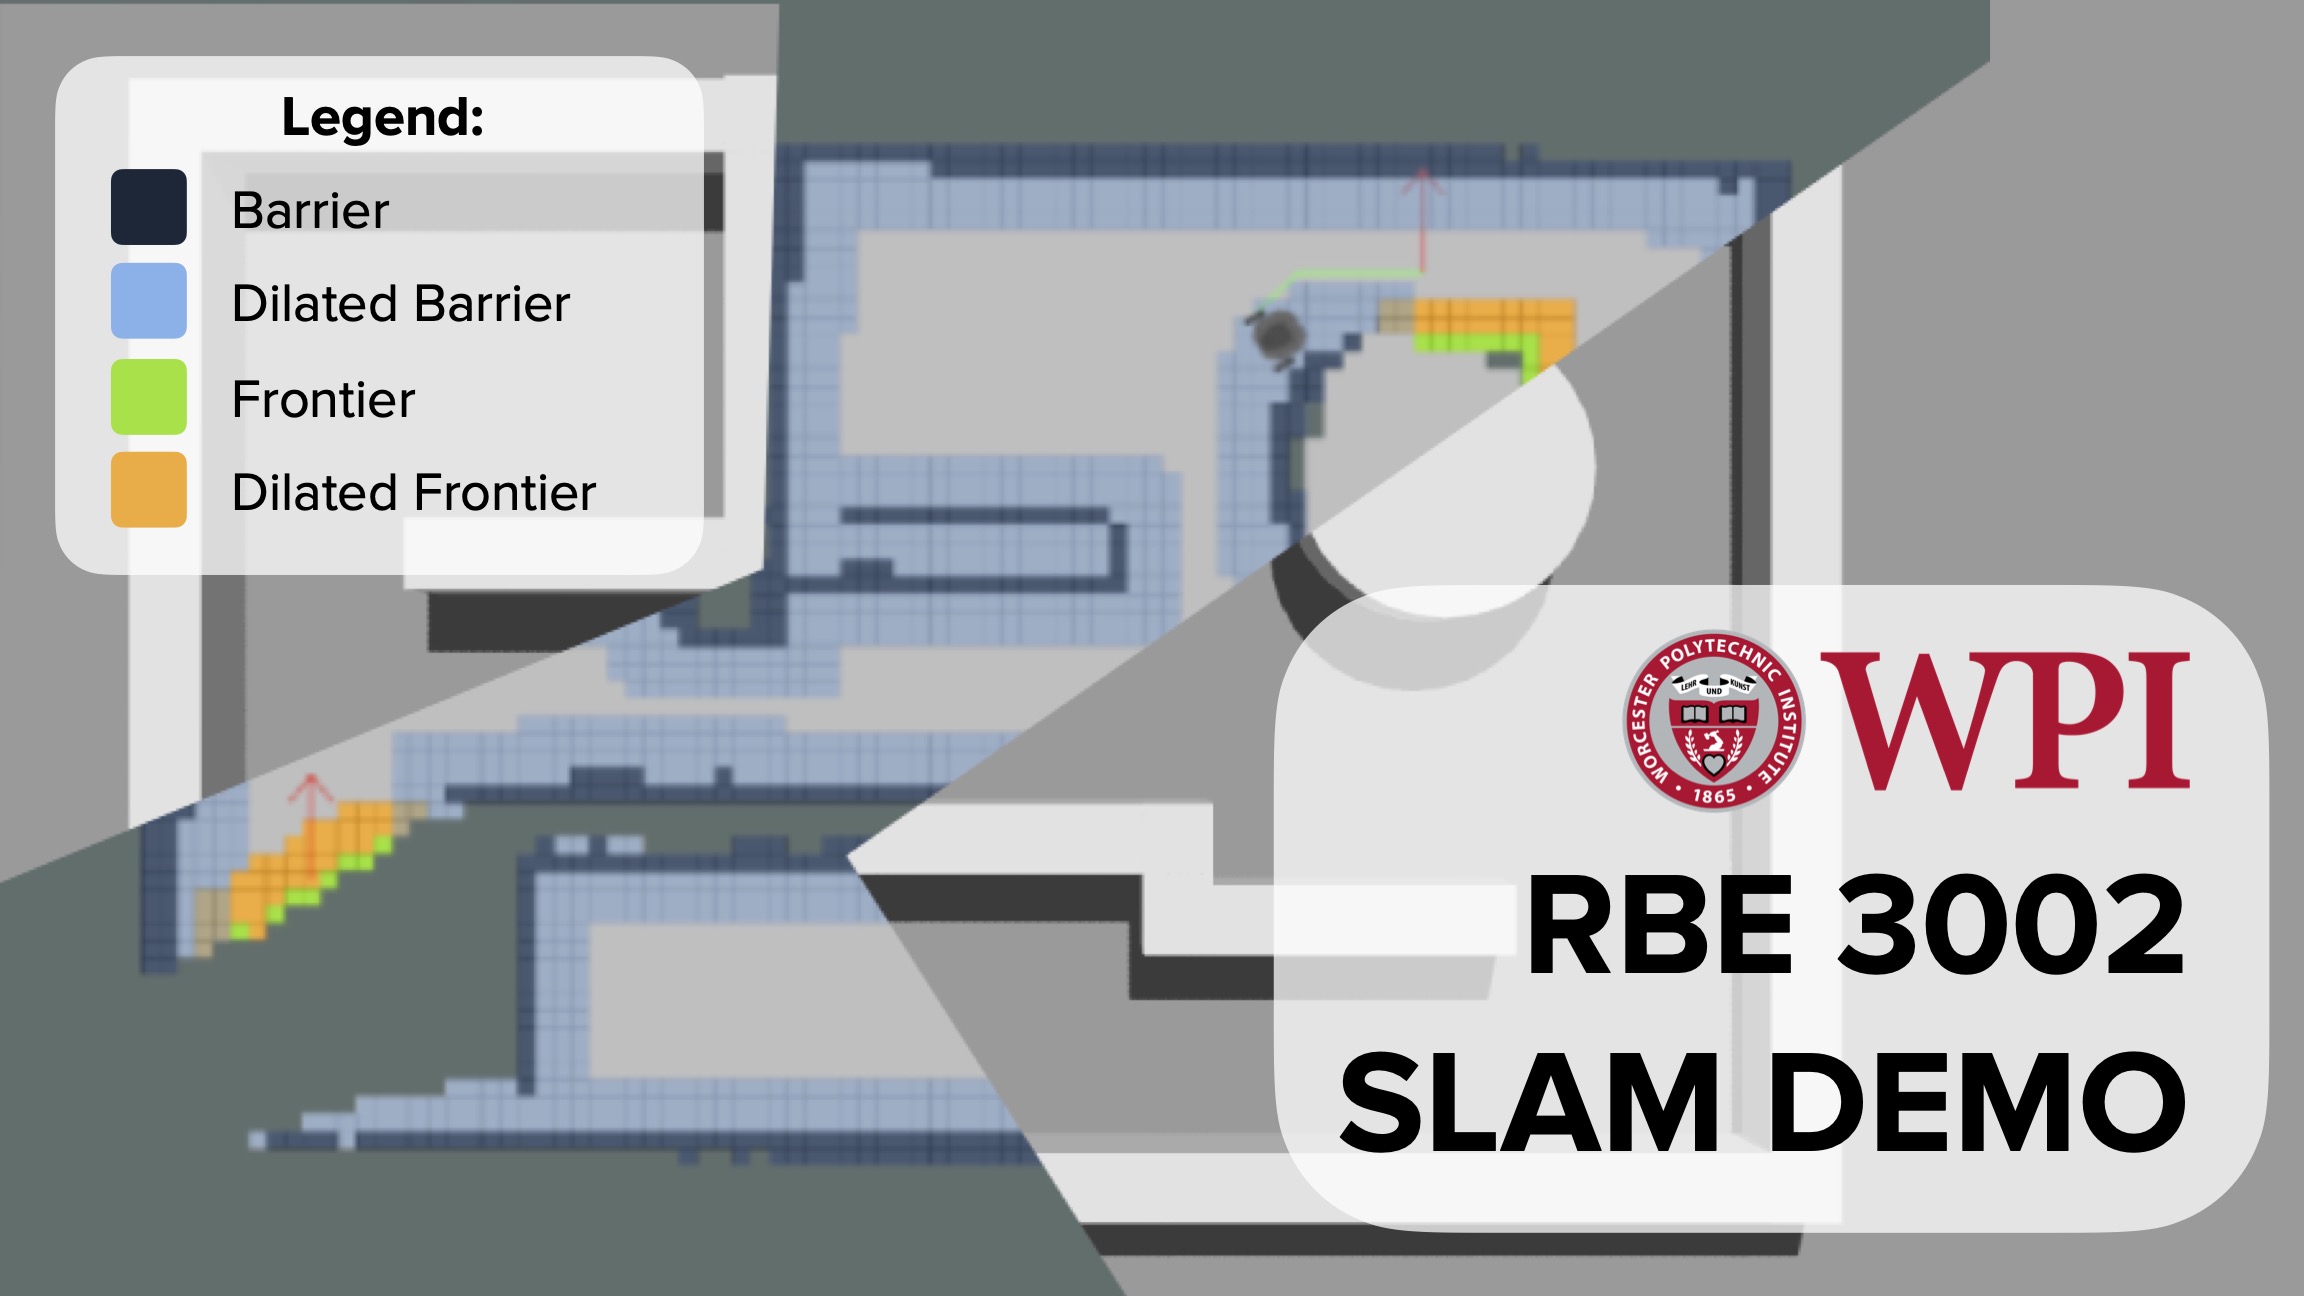 Legend:
Barrier
Dilated Barrier
Frontier
Dilated Frontier
WORCESTER POLYTECHNIC INSTITUTE
LEHR UND KUNST
• 1865 •
WPI
RBE 3002
SLAM DEMO